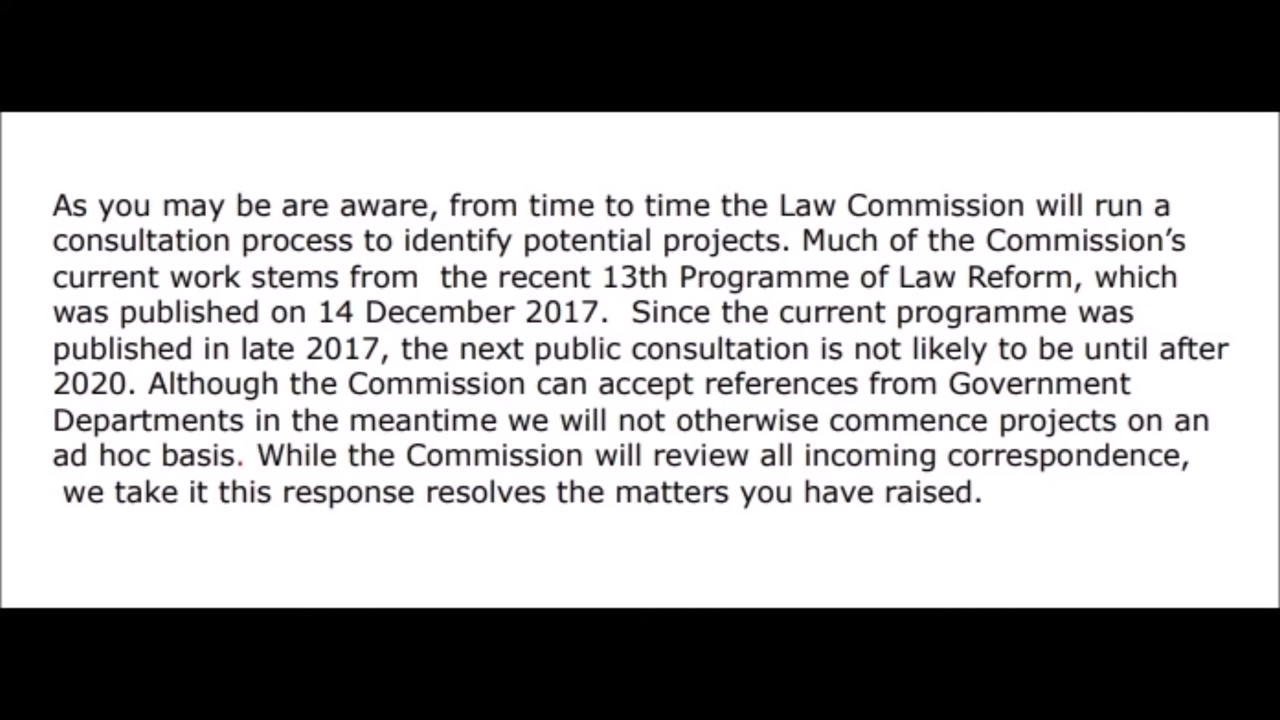 As you may be are aware, from time to time the Law Commission will run a
consultation process to identify potential projects. Much of the Commission’s
current work stems from  the recent 13th Programme of Law Reform, which
was published on 14 December 2017.  Since the current programme was
published in late 2017, the next public consultation is not likely to be until after
2020. Although the Commission can accept references from Government
Departments in the meantime we will not otherwise commence projects on an
ad hoc basis. While the Commission will review all incoming correspondence,
 we take it this response resolves the matters you have raised.